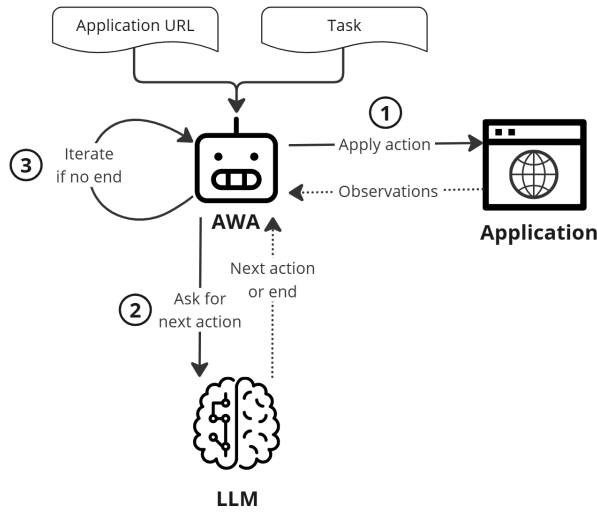 Application URL
Task
1
Apply action
Observations
Application
3
Iterate
if no end
AWA
Next action
or end
2
Ask for
next action
LLM